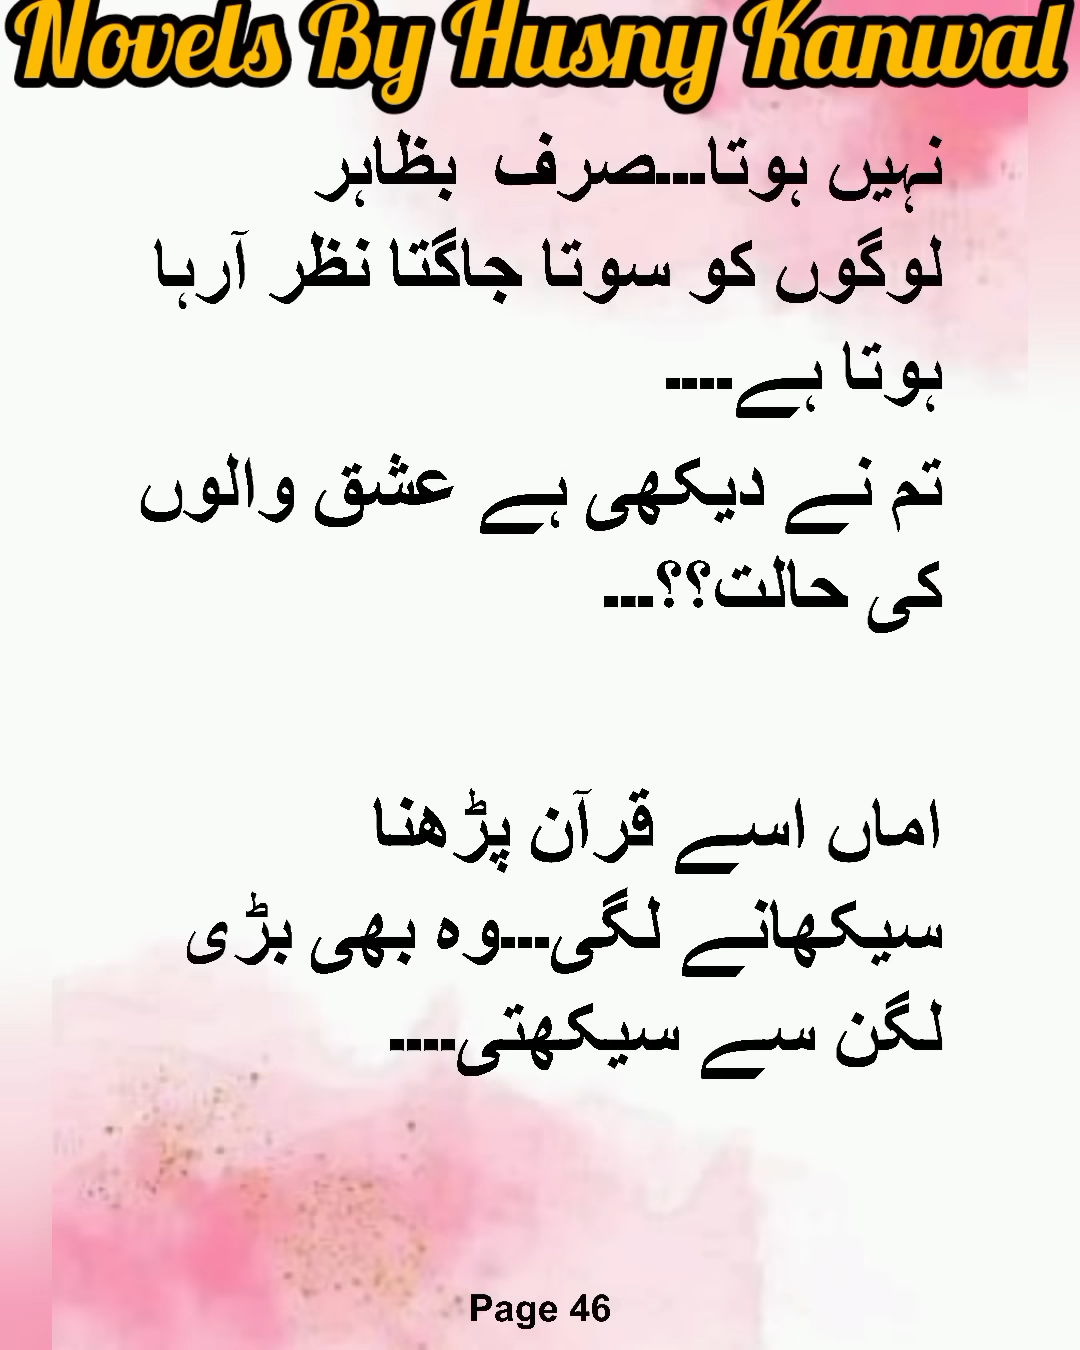 Novels By Husny Kanwal
نہیں ہوتا---صرف بظاہر
لوگوں کو سوتا جاگتا نظر آرہا
ہوتا ہے----
تم نے دیکھی ہے عشق والوں
کی حالت؟؟---
اماں اسے قرآن پڑھنا
سیکھانے لگی---وہ بھی بڑی
لگن سے سیکھتی----
Page 46